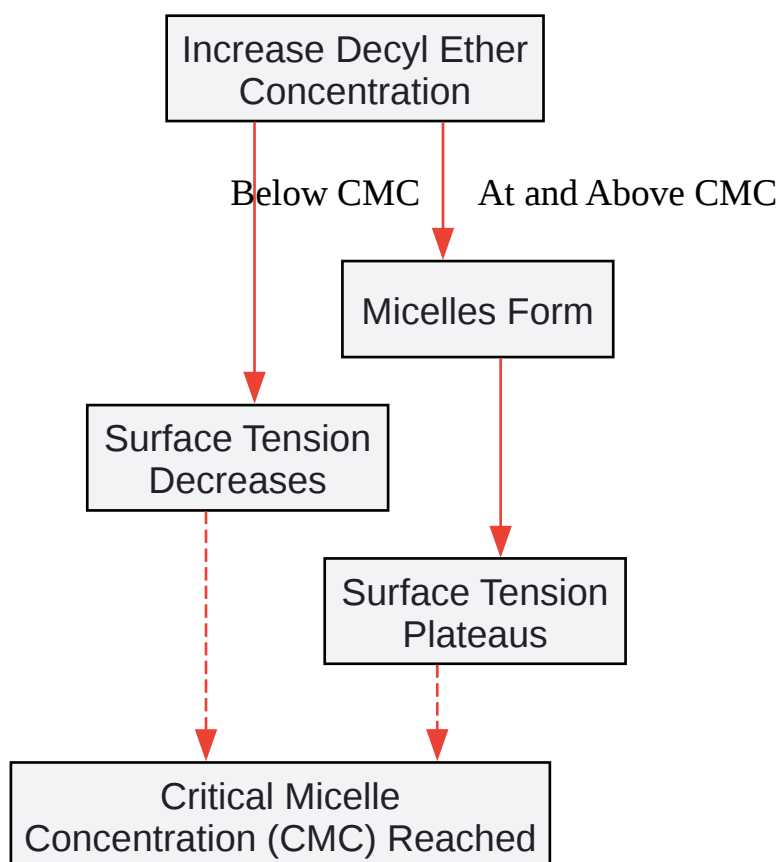 Increase Decyl Ether
Concentration
Below CMC
At and Above CMC
Micelles Form
Surface Tension
Decreases
Surface Tension
Plateaus
Critical Micelle
Concentration (CMC) Reached